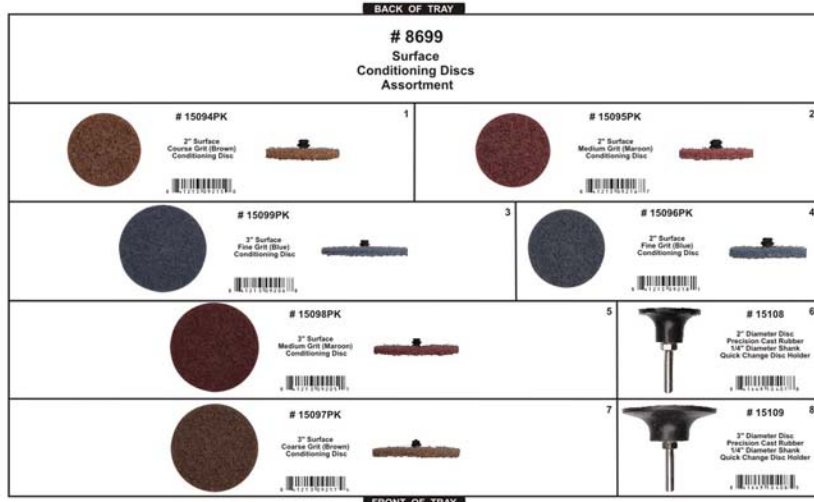 BACK OF TRAY
# 8699
Surface
Conditioning Discs
Assortment
# 15094PK
1
2" Surface
Course Grit (Brown)
Conditioning Disc
# 15095PK
2
2" Surface
Medium Grit (Maroon)
Conditioning Disc
# 15099PK
3
3" Surface
Fine Grit (Blue)
Conditioning Disc
# 15096PK
4
2" Surface
Fine Grit (Blue)
Conditioning Disc
# 15098PK
5
3" Surface
Medium Grit (Maroon)
Conditioning Disc
# 15108
6
2" Diameter Disc
Precision Cast Rubber
1/4" Diameter Shank
Quick Change Disc Holder
# 15097PK
7
3" Surface
Coarse Grit (Brown)
Conditioning Disc
# 15109
8
3" Diameter Disc
Precision Cast Rubber
1/4" Diameter Shank
Quick Change Disc Holder
FRONT OF TRAY